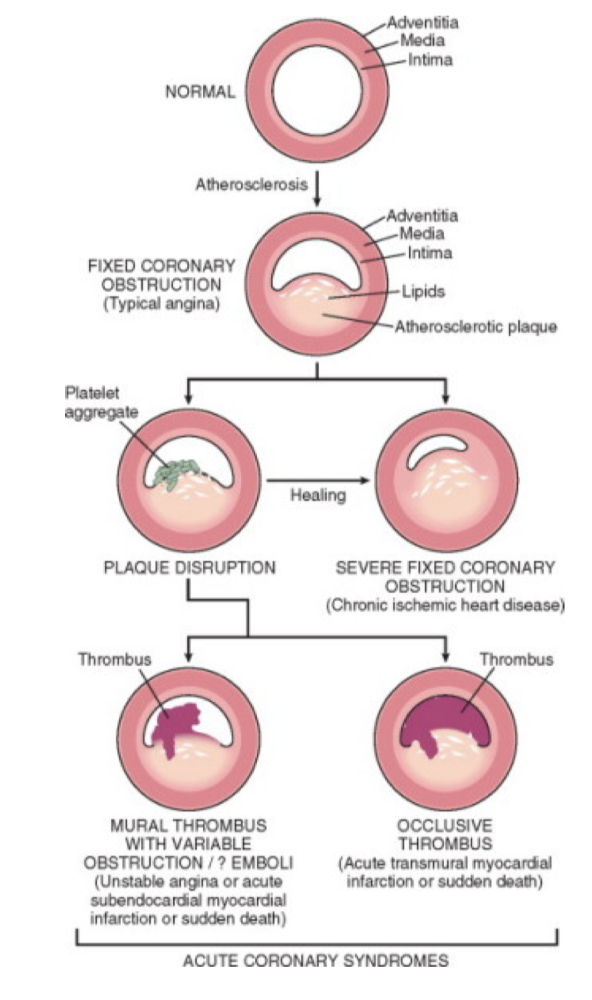 Adventitia
Media
Intima
NORMAL
Atherosclerosis
Adventitia
Media
Intima
FIXED CORONARY
OBSTRUCTION
(Typical angina)
Lipids
Atherosclerotic plaque
Platelet
aggregate
Healing
PLAQUE DISRUPTION
SEVERE FIXED CORONARY
OBSTRUCTION
(Chronic ischemic heart disease)
Thrombus
Thrombus
MURAL THROMBUS
WITH VARIABLE
OBSTRUCTION / ? EMBOLI
(Unstable angina or acute
subendocardial myocardial
infarction or sudden death)
OCCLUSIVE
THROMBUS
(Acute transmural myocardial
infarction or sudden death)
ACUTE CORONARY SYNDROMES